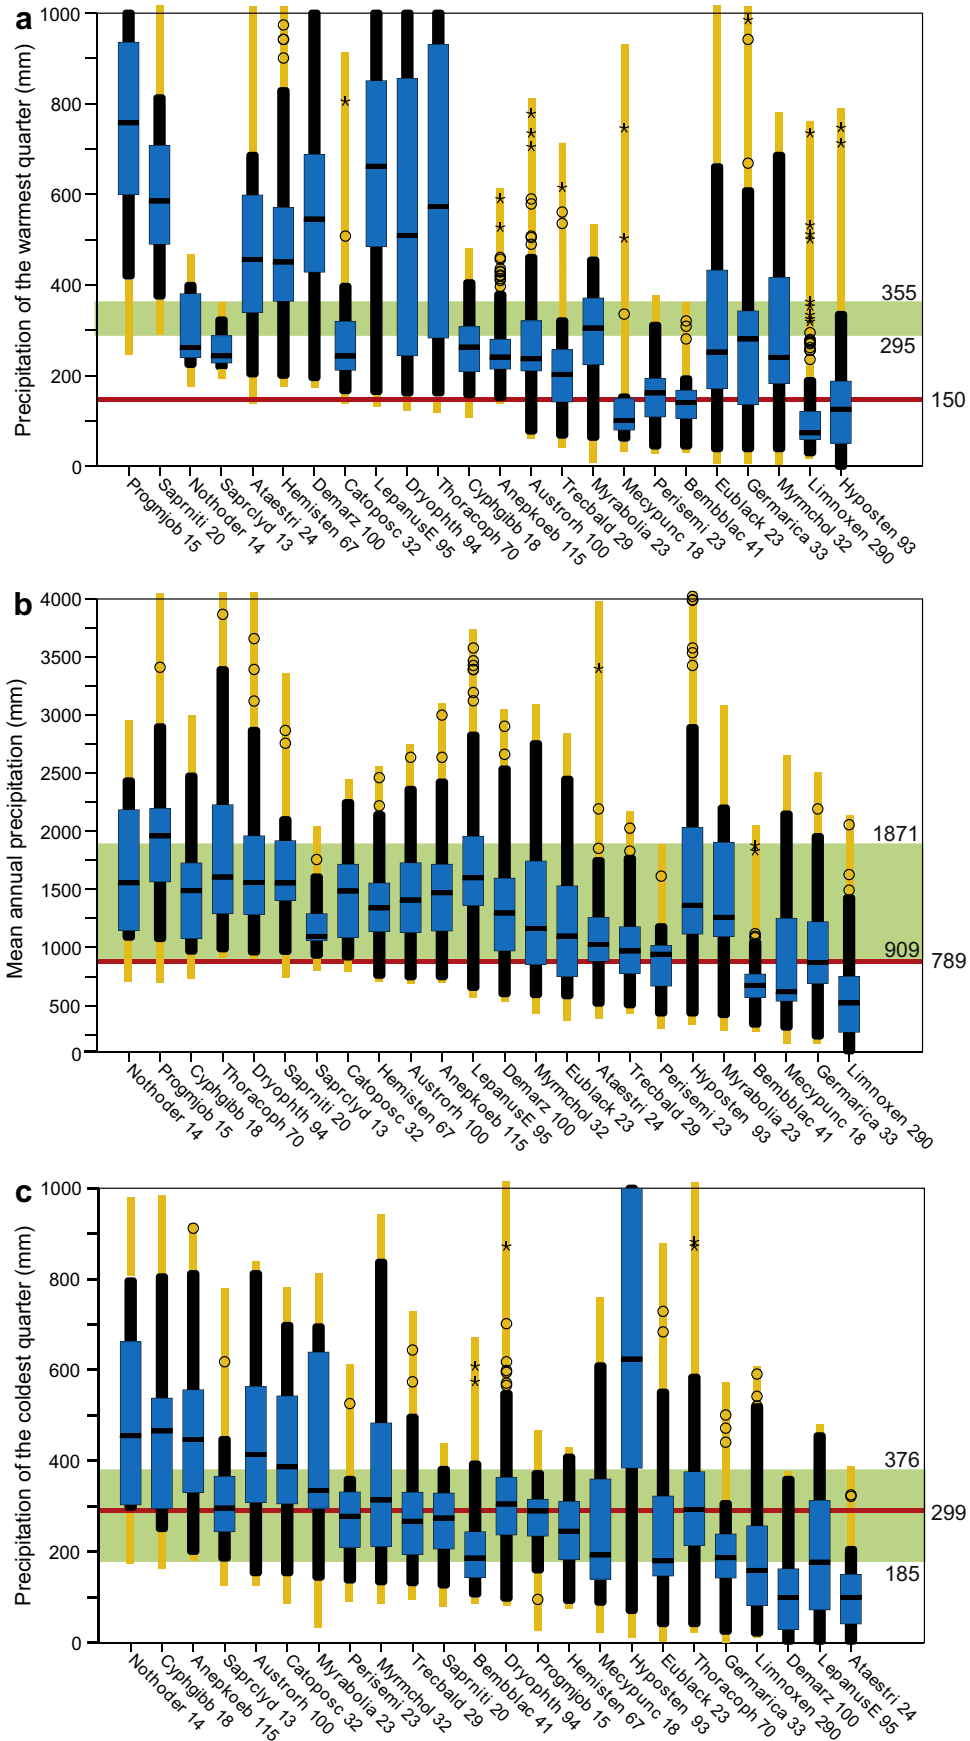 a
Precipitation of the warmest quarter (mm)
1000
800
600
400
200
0
355
295
150
Progmjob 15
Saprniti 20
Nothoder 14
Saprclyd 13
Ataestri 24
Hemisten 67
Demarz 100
Catoposc 32
LepanusE 95
Dryophth 94
Thoracoph 70
Cyphgibb 18
Anepkoeb 115
Austrorh 100
Trecbald 29
Myrabolia 23
Mecypunc 18
Perisemi 23
Bembblac 41
Eublack 23
Germarica 33
Myrmchol 32
Limnoxen 290
Hyposten 93
b
Mean annual precipitation (mm)
4000
3500
3000
2500
2000
1500
1000
500
0
1871
909
789
Nothoder 14
Progmjob 15
Cyphgibb 18
Thoracoph 70
Dryophth 94
Saprniti 20
Saprclyd 13
Catoposc 32
Hemisten 67
Austrorh 100
Anepkoeb 115
LepanusE 95
Demarz 100
Myrmchol 32
Eublack 23
Ataestri 24
Trecbald 29
Perisemi 23
Hyposten 93
Myrabolia 23
Bembblac 41
Mecypunc 18
Germarica 33
Limnoxen 290
c
Precipitation of the coldest quarter (mm)
1000
800
600
400
200
0
376
299
185
Nothoder 14
Cyphgibb 18
Anepkoeb 115
Saprclyd 13
Austrorh 100
Catoposc 32
Myrabolia 23
Perisemi 23
Myrmchol 32
Trecbald 29
Saprniti 20
Bembblac 41
Dryophth 94
Progmjob 15
Hemisten 67
Mecypunc 18
Hyposten 93
Eublack 23
Thoracoph 70
Germarica 33
Limnoxen 290
Demarz 100
LepanusE 95
Ataestri 24